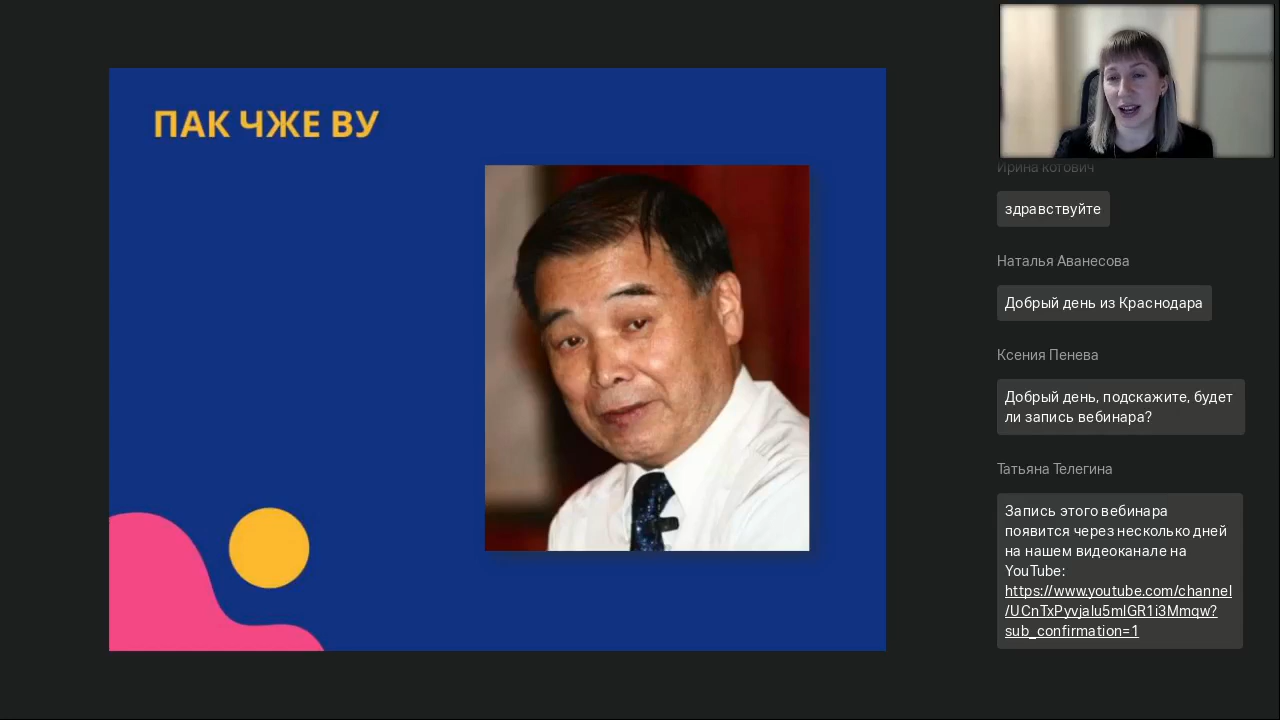 ПАК ЧЖЕ ВУ
Ирина котович
здравствуйте
Наталья Аванесова
Добрый день из Краснодара
Ксения Пенева
Добрый день, подскажите, будет
ли запись вебинара?
Татьяна Телегина
Запись этого вебинара
появится через несколько дней
на нашем видеоканале на
YouTube:
https://www.youtube.com/channel
/UCnTxPyvjalu5mlGR1i3Mmqw?
sub_confirmation=1